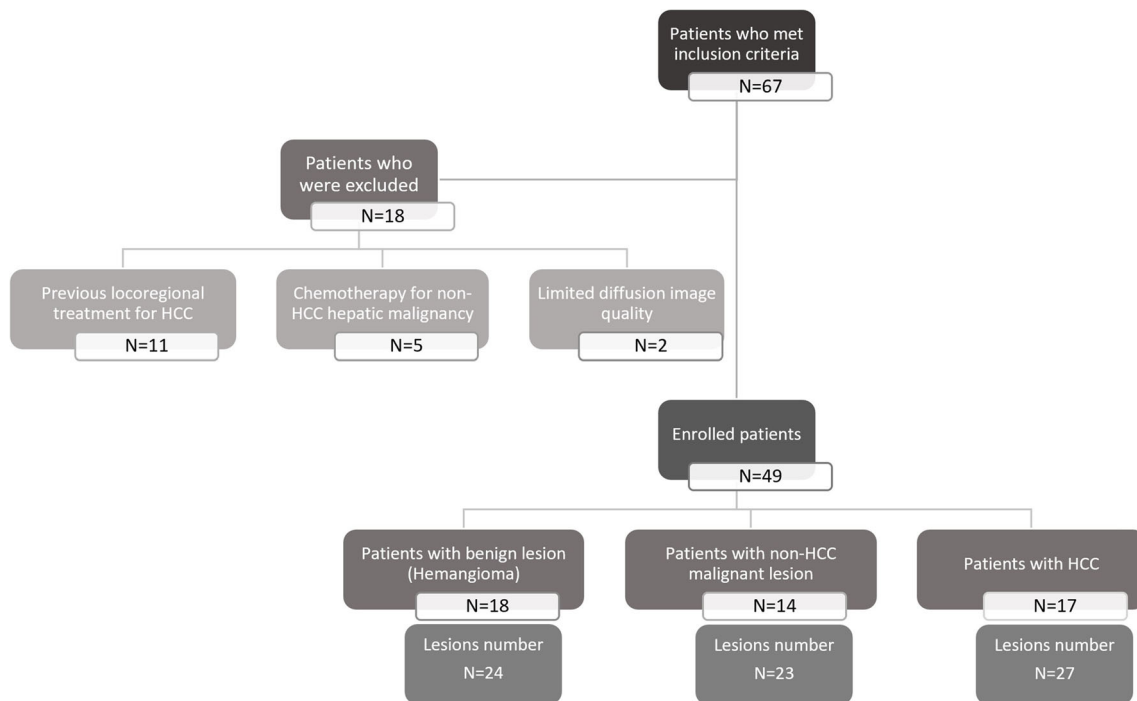 Patients who met
inclusion criteria
N=67
Patients who
were excluded
N=18
Previous locoregional
treatment for HCC
N=11
Chemotherapy for non-
HCC hepatic malignancy
N=5
Limited diffusion image
quality
N=2
Enrolled patients
N=49
Patients with benign lesion
(Hemangioma)
N=18
Lesions number
N=24
Patients with non-HCC
malignant lesion
N=14
Lesions number
N=23
Patients with HCC
N=17
Lesions number
N=27